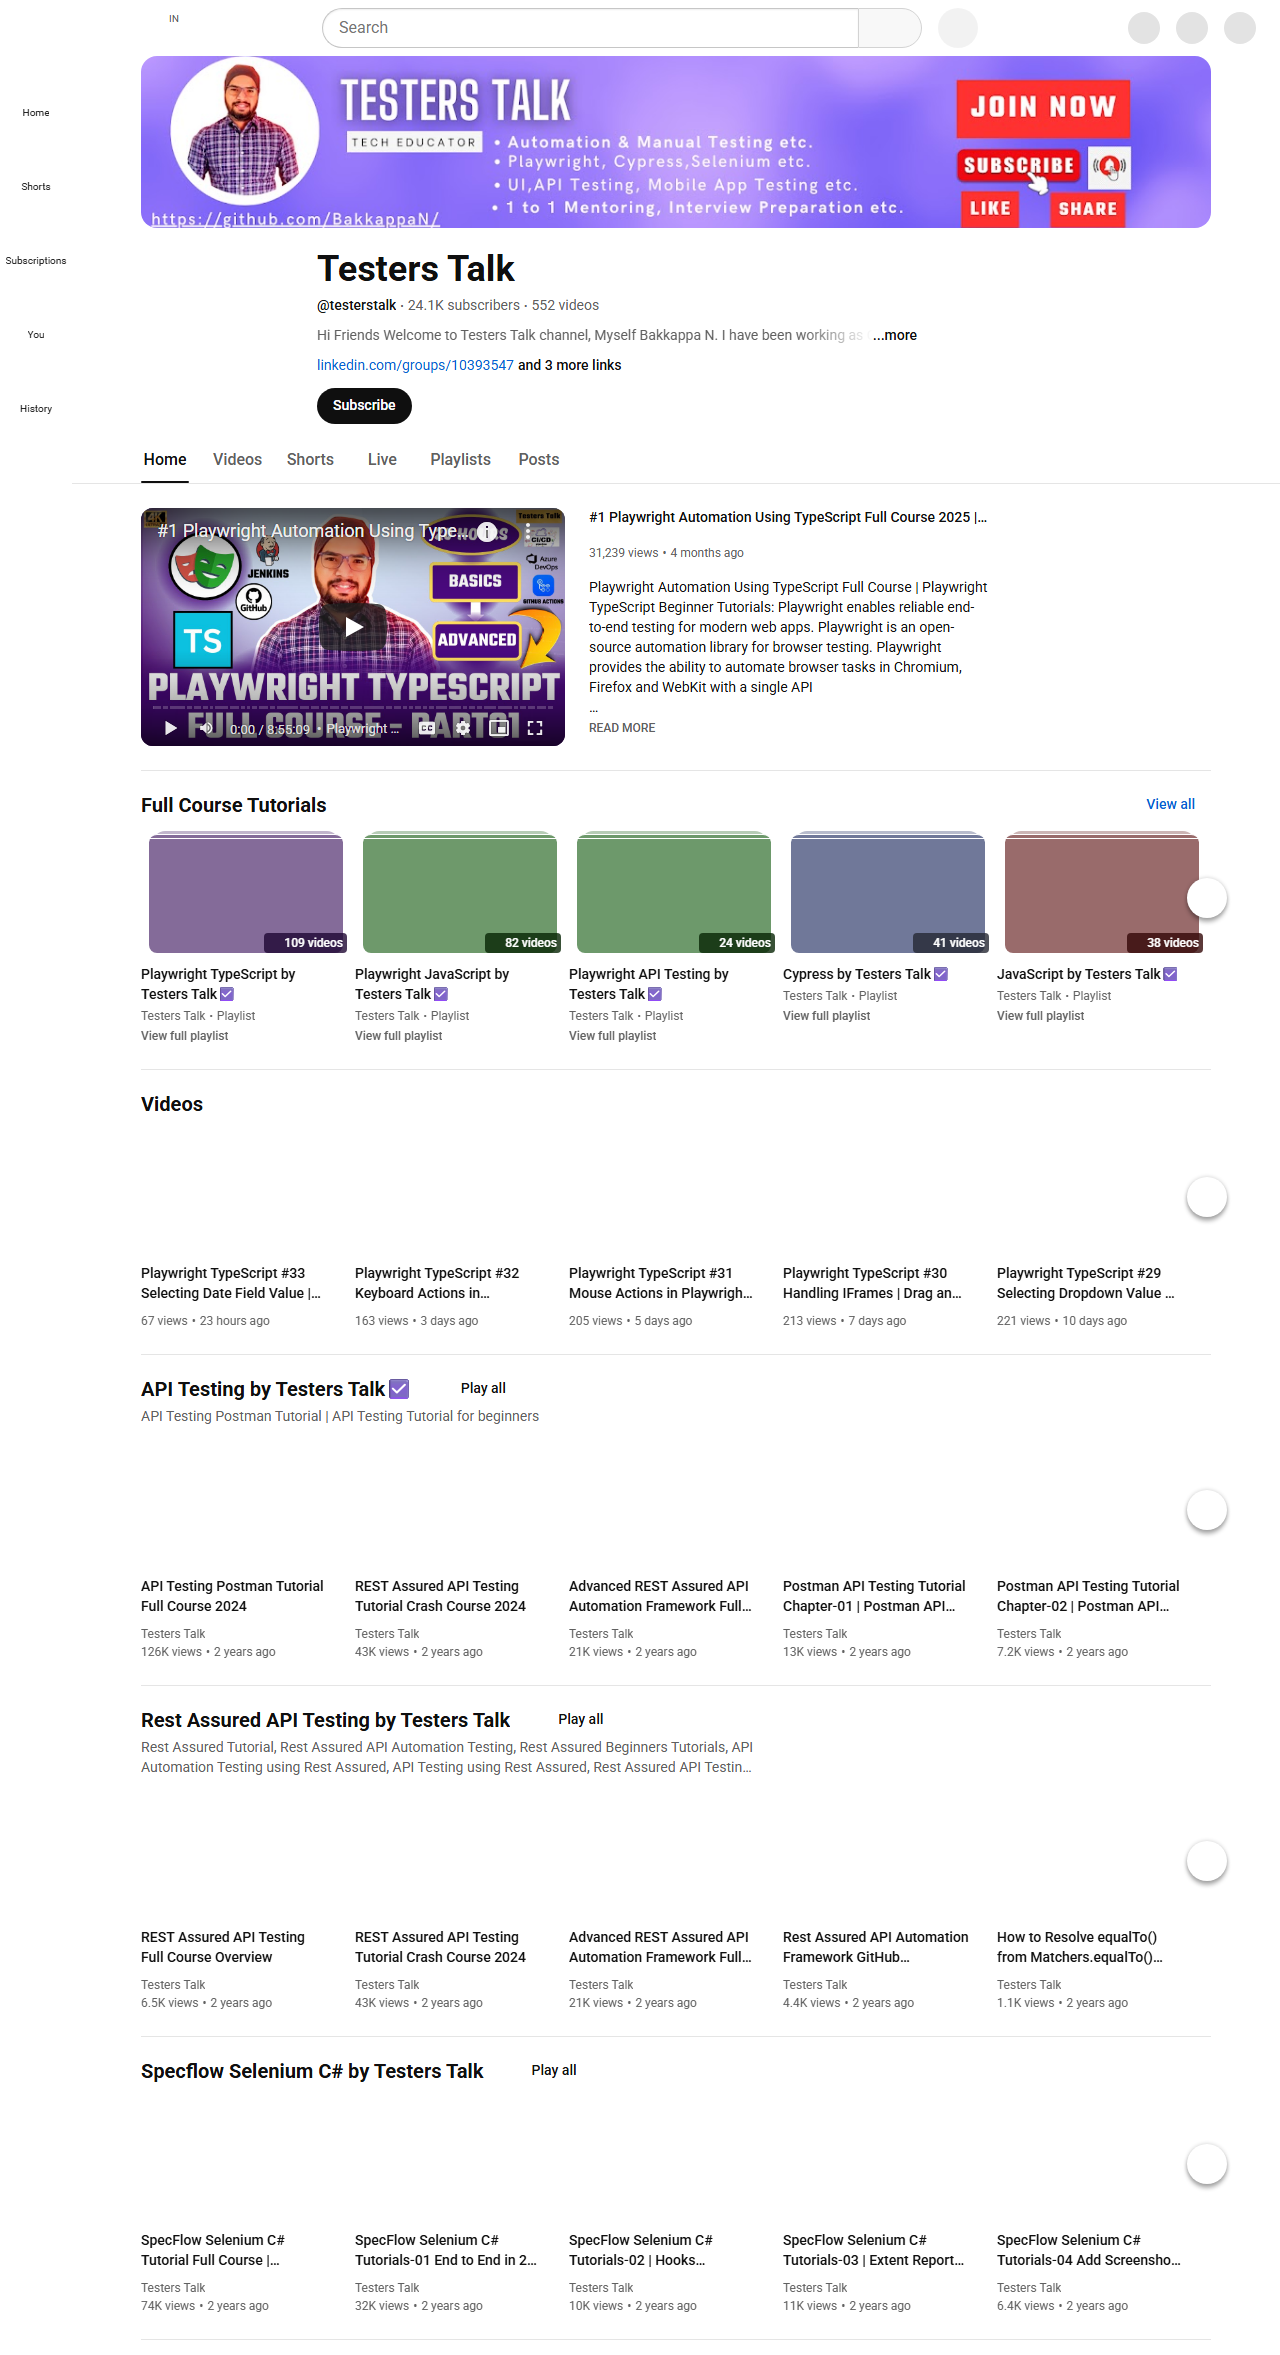 IN
Search
Home
Shorts
Subscriptions
You
History
TESTERS TALK
TECH EDUCATOR
• Automation & Manual Testing etc.
• Playwright, Cypress,Selenium etc.
• UI,API Testing, Mobile App Testing etc.
• 1 to 1 Mentoring, Interview Preparation etc.
https://github.com/BakkappaN/
JOIN NOW
SUBSCRIBE
LIKE
SHARE
Testers Talk
@testerstalk · 24.1K subscribers · 552 videos
Hi Friends Welcome to Testers Talk channel, Myself Bakkappa N. I have been working as ...more
linkedin.com/groups/10393547 and 3 more links
Subscribe
Home Videos Shorts Live Playlists Posts
4K
Testers Talk
#1 Playwright Automation Using Type...
CI/CD
JENKINS
GitHub
BASICS
Azure DevOps
GITHUB ACTIONS
TS
ADVANCED
PLAYWRIGHT TYPESCRIPT
FULL COURSE - PART01
0:00 / 8:55:09 • Playwright ...
CC
#1 Playwright Automation Using TypeScript Full Course 2025 |...
31,239 views • 4 months ago
Playwright Automation Using TypeScript Full Course | Playwright
TypeScript Beginner Tutorials: Playwright enables reliable end-
to-end testing for modern web apps. Playwright is an open-
source automation library for browser testing. Playwright
provides the ability to automate browser tasks in Chromium,
Firefox and WebKit with a single API
...
READ MORE
Full Course Tutorials
View all
109 videos
82 videos
24 videos
41 videos
38 videos
Playwright TypeScript by
Testers Talk☑️
Testers Talk • Playlist
View full playlist
Playwright JavaScript by
Testers Talk☑️
Testers Talk • Playlist
View full playlist
Playwright API Testing by
Testers Talk☑️
Testers Talk • Playlist
View full playlist
Cypress by Testers Talk☑️
Testers Talk • Playlist
View full playlist
JavaScript by Testers Talk☑️
Testers Talk • Playlist
View full playlist
Videos
Playwright TypeScript #33
Selecting Date Field Value |...
67 views • 23 hours ago
Playwright TypeScript #32
Keyboard Actions in...
163 views • 3 days ago
Playwright TypeScript #31
Mouse Actions in Playwrigh...
205 views • 5 days ago
Playwright TypeScript #30
Handling IFrames | Drag an...
213 views • 7 days ago
Playwright TypeScript #29
Selecting Dropdown Value ...
221 views • 10 days ago
API Testing by Testers Talk☑️
Play all
API Testing Postman Tutorial | API Testing Tutorial for beginners
API Testing Postman Tutorial
Full Course 2024
Testers Talk
126K views • 2 years ago
REST Assured API Testing
Tutorial Crash Course 2024
Testers Talk
43K views • 2 years ago
Advanced REST Assured API
Automation Framework Full...
Testers Talk
21K views • 2 years ago
Postman API Testing Tutorial
Chapter-01 | Postman API...
Testers Talk
13K views • 2 years ago
Postman API Testing Tutorial
Chapter-02 | Postman API...
Testers Talk
7.2K views • 2 years ago
Rest Assured API Testing by Testers Talk
Play all
Rest Assured Tutorial, Rest Assured API Automation Testing, Rest Assured Beginners Tutorials, API
Automation Testing using Rest Assured, API Testing using Rest Assured, Rest Assured API Testin...
REST Assured API Testing
Full Course Overview
Testers Talk
6.5K views • 2 years ago
REST Assured API Testing
Tutorial Crash Course 2024
Testers Talk
43K views • 2 years ago
Advanced REST Assured API
Automation Framework Full...
Testers Talk
21K views • 2 years ago
Rest Assured API Automation
Framework GitHub...
Testers Talk
4.4K views • 2 years ago
How to Resolve equalTo()
from Matchers.equalTo()...
Testers Talk
1.1K views • 2 years ago
Specflow Selenium C# by Testers Talk
Play all
SpecFlow Selenium C#
Tutorial Full Course |...
Testers Talk
74K views • 2 years ago
SpecFlow Selenium C#
Tutorials-01 End to End in 2...
Testers Talk
32K views • 2 years ago
SpecFlow Selenium C#
Tutorials-02 | Hooks...
Testers Talk
10K views • 2 years ago
SpecFlow Selenium C#
Tutorials-03 | Extent Report...
Testers Talk
11K views • 2 years ago
SpecFlow Selenium C#
Tutorials-04 Add Screensho...
Testers Talk
6.4K views • 2 years ago